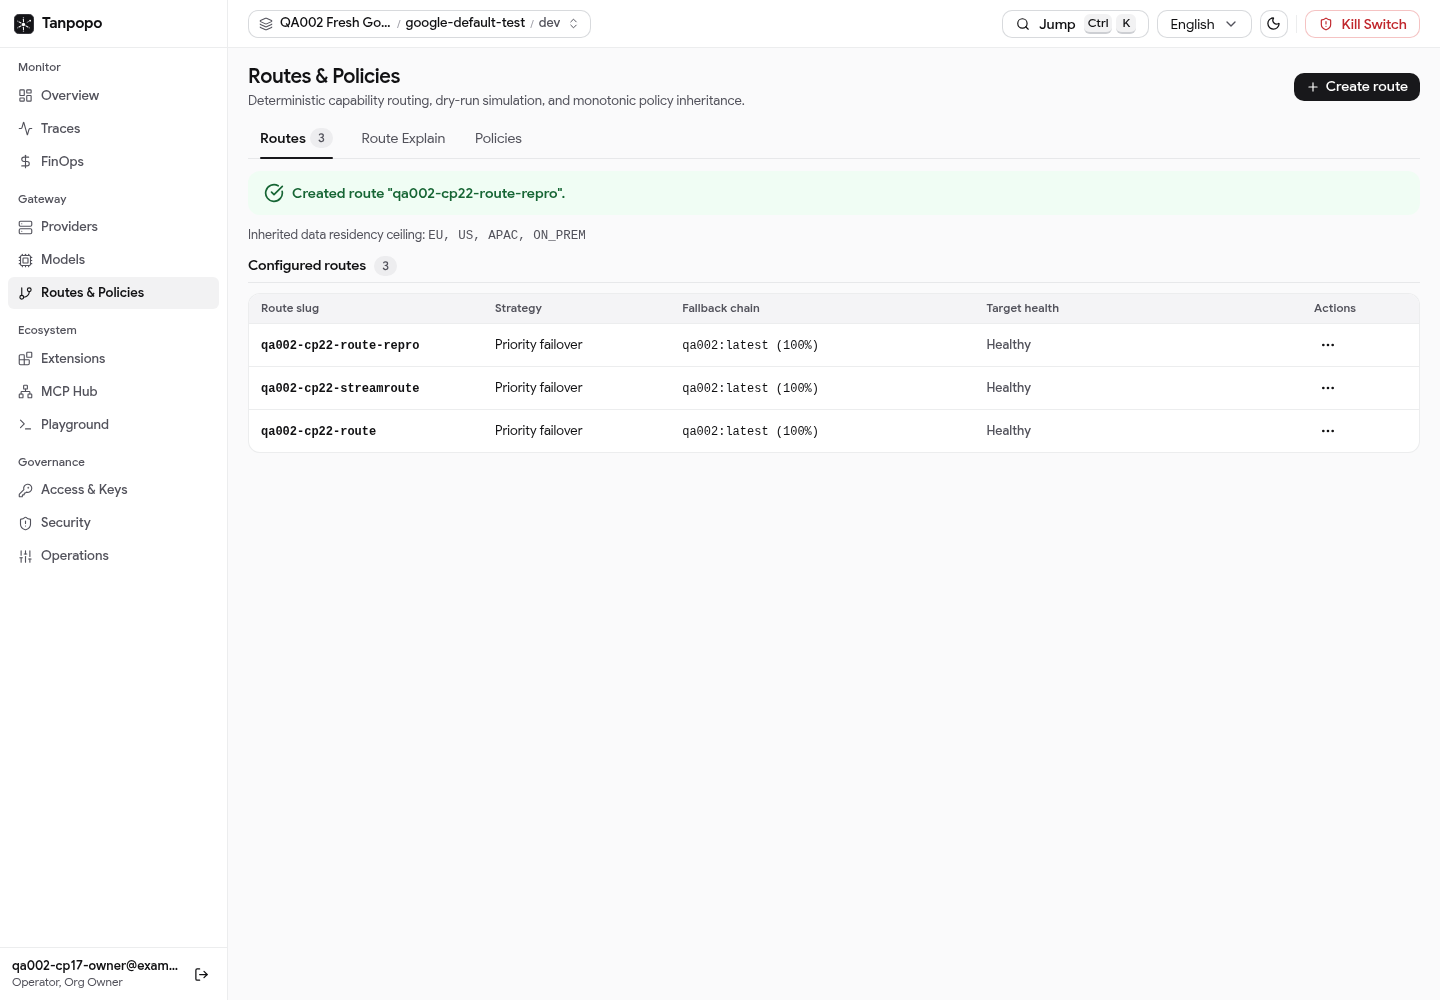 Tanpopo
QA002 Fresh Go... / google-default-test / dev
Jump Ctrl K
English
Kill Switch
Monitor
Overview
Traces
FinOps
Gateway
Providers
Models
Routes & Policies
Ecosystem
Extensions
MCP Hub
Playground
Governance
Access & Keys
Security
Operations
qa002-cp17-owner@exam...
Operator, Org Owner
Routes & Policies
Deterministic capability routing, dry-run simulation, and monotonic policy inheritance.
+ Create route
Routes 3 Route Explain Policies
Created route "qa002-cp22-route-repro".
Inherited data residency ceiling: EU, US, APAC, ON_PREM
Configured routes 3
Route slug Strategy Fallback chain Target health Actions
qa002-cp22-route-repro Priority failover qa002:latest (100%) Healthy ...
qa002-cp22-streamroute Priority failover qa002:latest (100%) Healthy ...
qa002-cp22-route Priority failover qa002:latest (100%) Healthy ...